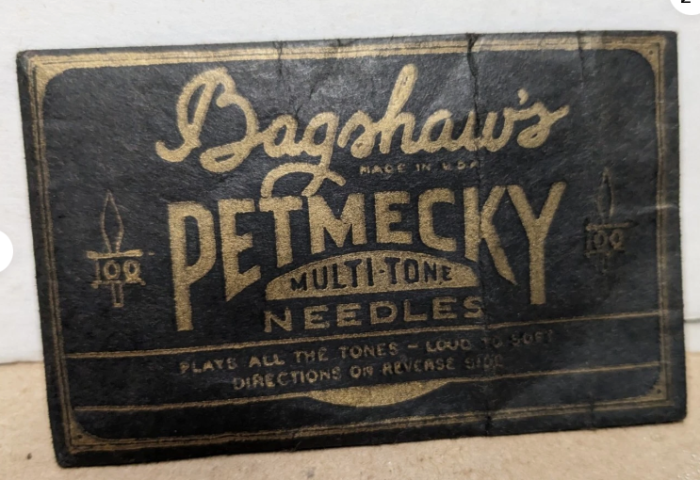 Bagshaw's
MADE IN U.S.A.
PETMECKY
100 MULTI-TONE 100
NEEDLES
PLAYS ALL THE TONES – LOUD TO SOFT
DIRECTIONS ON REVERSE SIDE